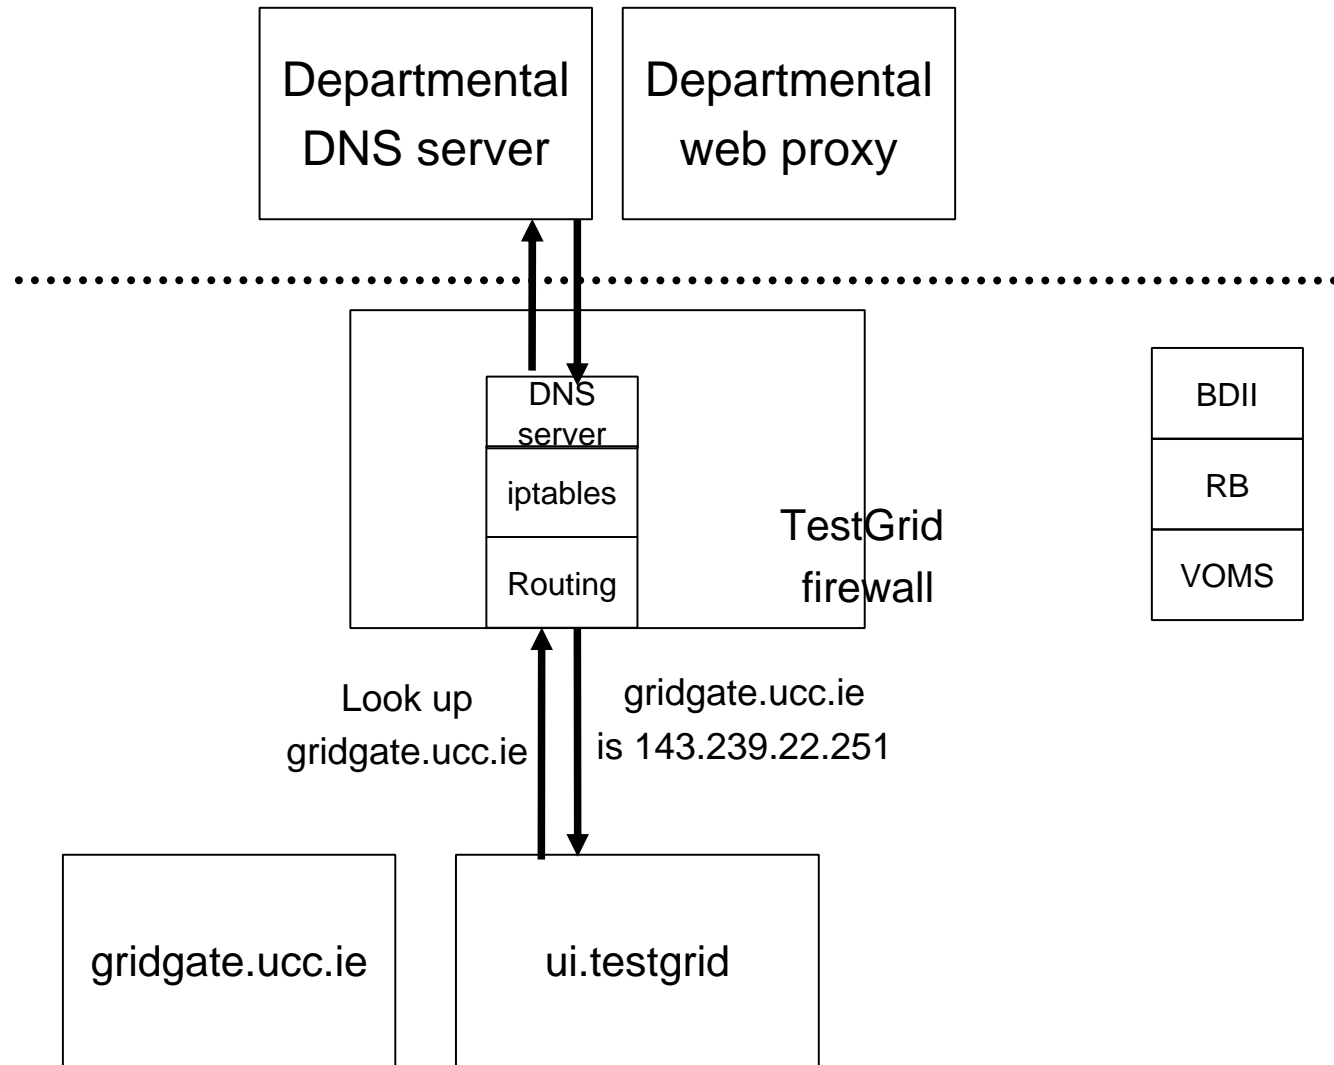 Departmental
DNS server
Departmental
web proxy
DNS
server
iptables
Routing
TestGrid
firewall
BDII
RB
VOMS
Look up
gridgate.ucc.ie
gridgate.ucc.ie
is 143.239.22.251
gridgate.ucc.ie
ui.testgrid